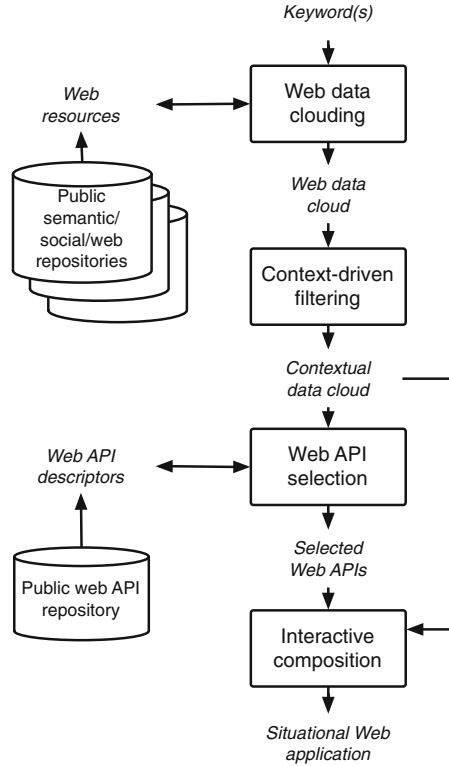 Keyword(s)
Web data
clouding
Web
resources
Public
semantic/
social/web
repositories
Web data
cloud
Context-driven
filtering
Contextual
data cloud
Web API
selection
Web API
descriptors
Public web API
repository
Selected
Web APIs
Interactive
composition
Situational Web
application